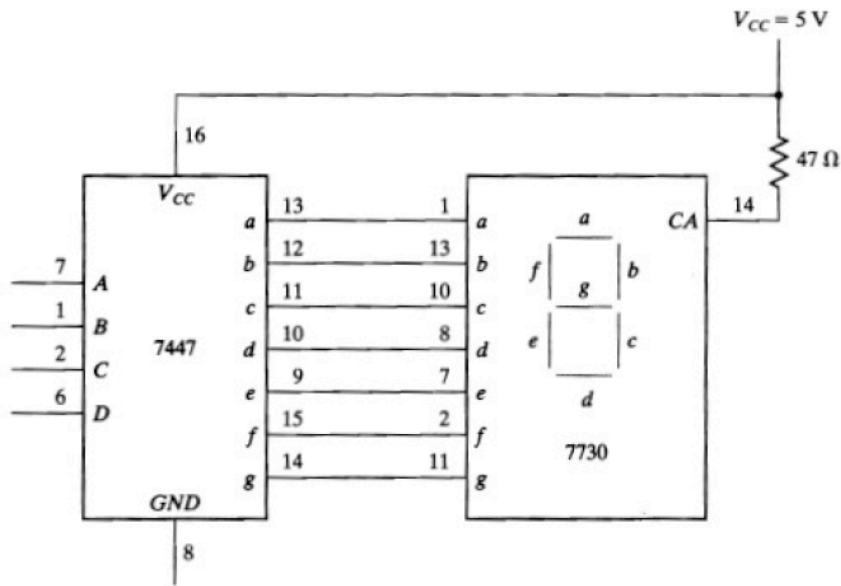 V_CC = 5 V
16
47 Ω
V_CC
13 1
a a a CA 14
12 13
b b f b
7
A
11 10
c c g
1
B
7447
10 8
d d e c
2
C
9 7
e e d
6
D
15 2
f f
7730
14 11
g g
GND
8